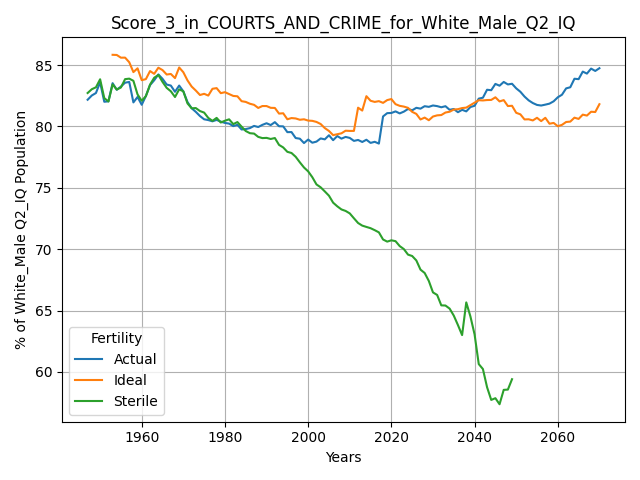 Score_3_in_COURTS_AND_CRIME_for_White_Male_Q2_IQ
% of White_Male Q2_IQ Population
85
80
75
70
65
60
Fertility
Actual
Ideal
Sterile
1960
1980
2000
2020
2040
2060
Years